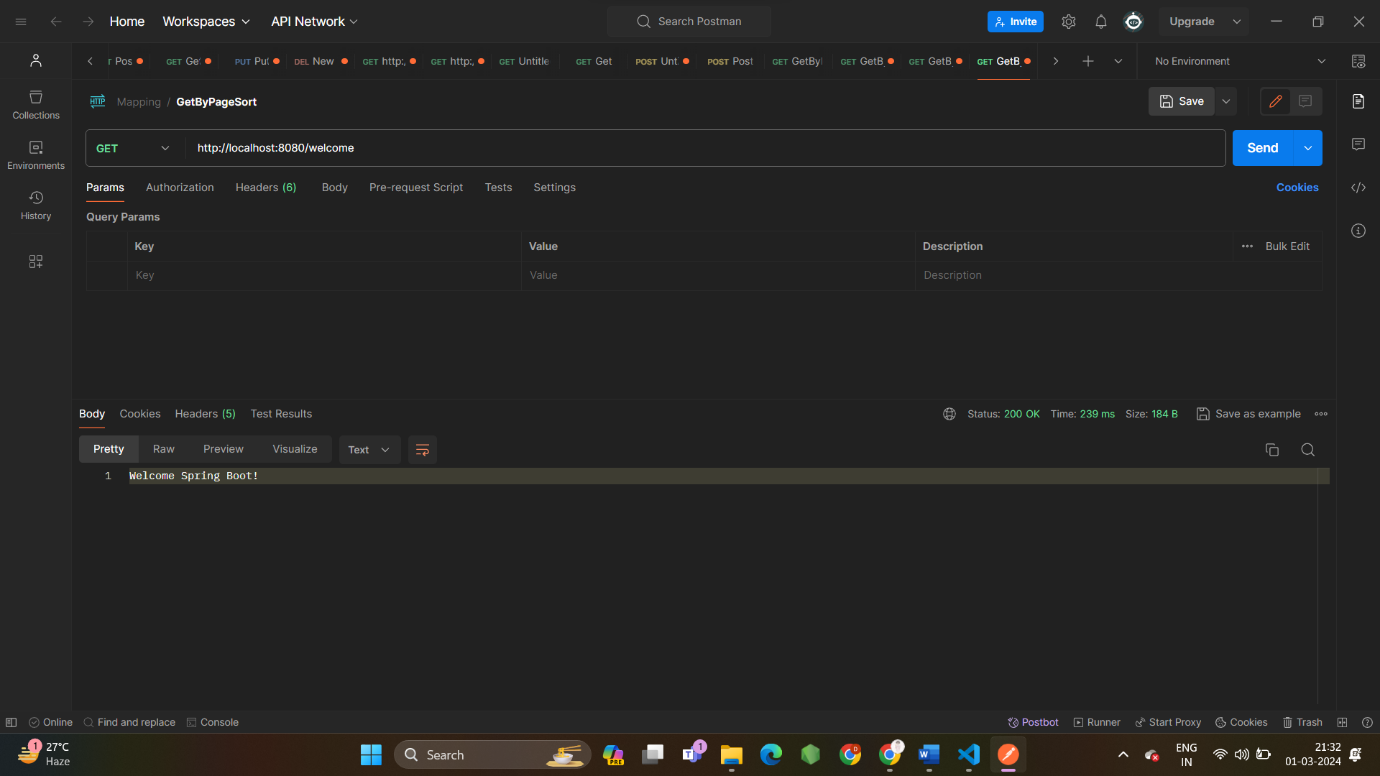 Home Workspaces API Network Search Postman Invite Upgrade
r Pos GET Ge PUT Pu DEL New GET http:, GET http:, GET Untitle GET Get POST Unt POST Post GET GetBy GET GetB GET GetB GET GetB No Environment
HTTP Mapping / GetByPageSort Save
Collections
GET http://localhost:8080/welcome Send
Environments
Params Authorization Headers (6) Body Pre-request Script Tests Settings Cookies
History
Query Params
Key Value Description Bulk Edit
Key Value Description
Body Cookies Headers (5) Test Results Status: 200 OK Time: 239 ms Size: 184 B Save as example
Pretty Raw Preview Visualize Text
1 Welcome Spring Boot!
Online Find and replace Console Postbot Runner Start Proxy Cookies Trash
1 27°C
Haze
Search PRE T 1 D W
ENG
IN
21:32
01-03-2024